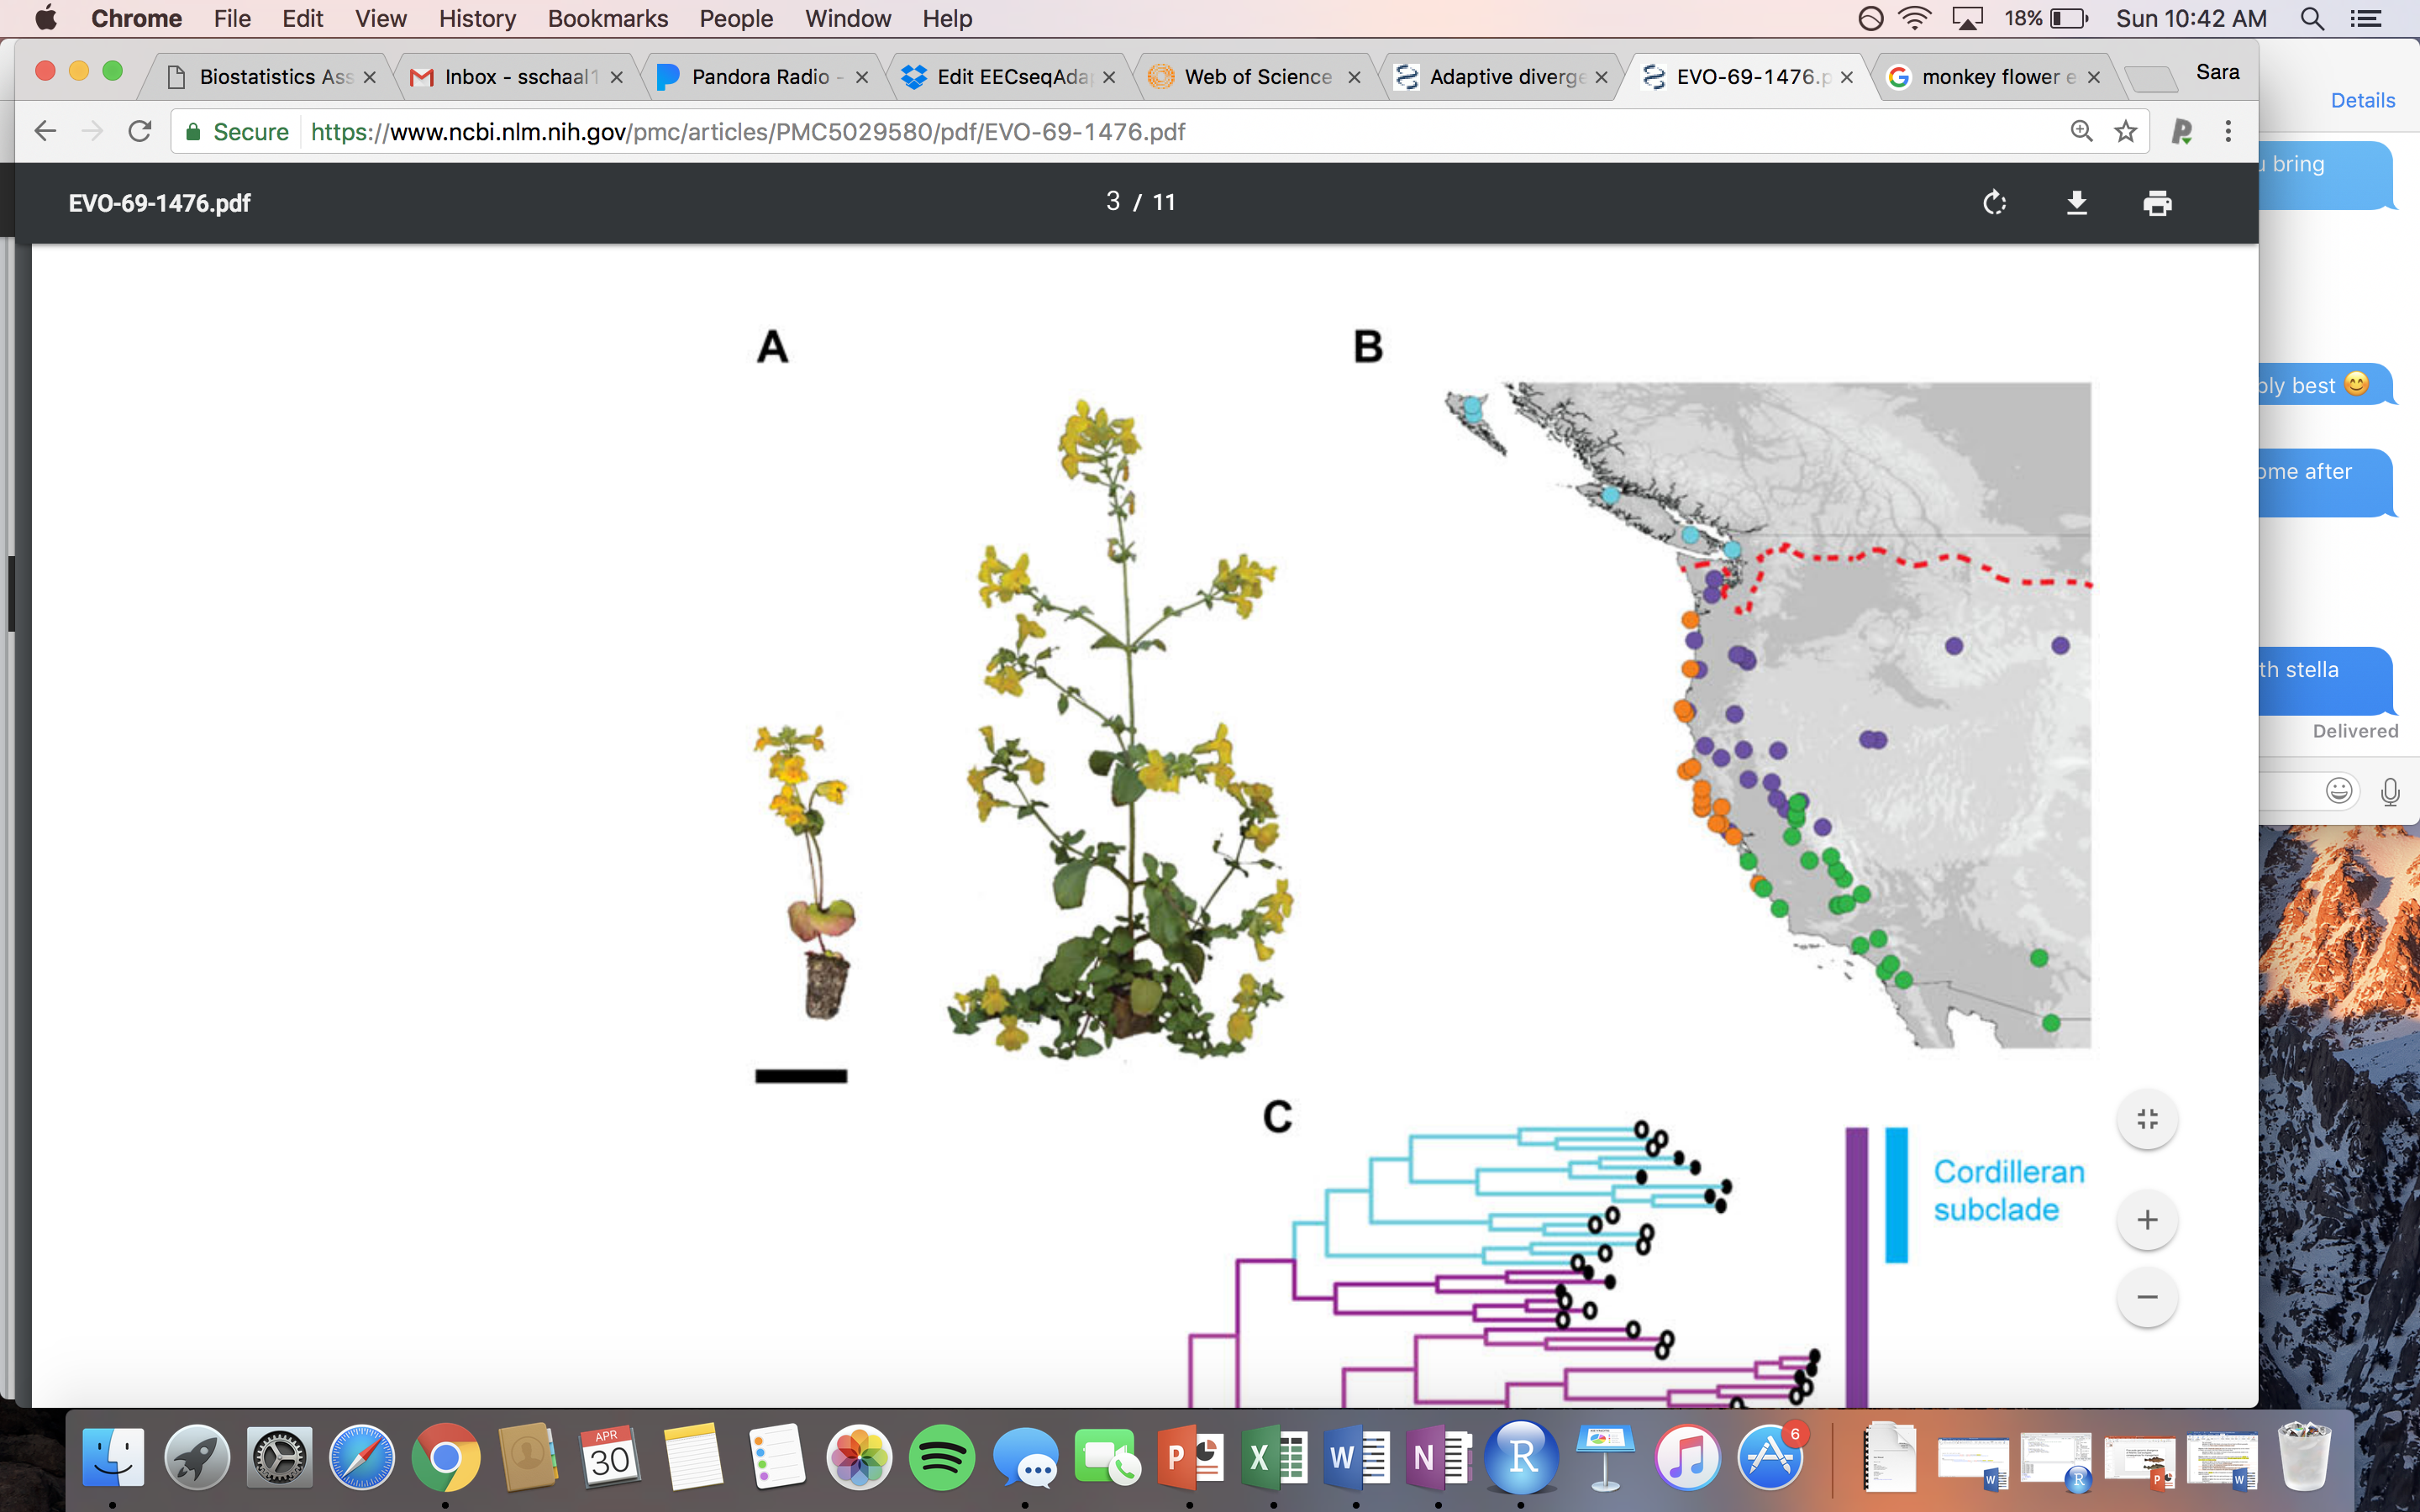 Chrome File Edit View History Bookmarks People Window Help 18% Sun 10:42 AM
Biostatistics Ass Inbox - sschaal1 Pandora Radio - Edit EECseqAdap Web of Science Adaptive diverge EVO-69-1476.p monkey flower e Sara
Secure https://www.ncbi.nlm.nih.gov/pmc/articles/PMC5029580/pdf/EVO-69-1476.pdf
EVO-69-1476.pdf 3 / 11
Details
bring
bly best
ome after
th stella
Delivered
A
B
C
Cordilleran
subclade
APR
30
P X W N R
6
W R P W